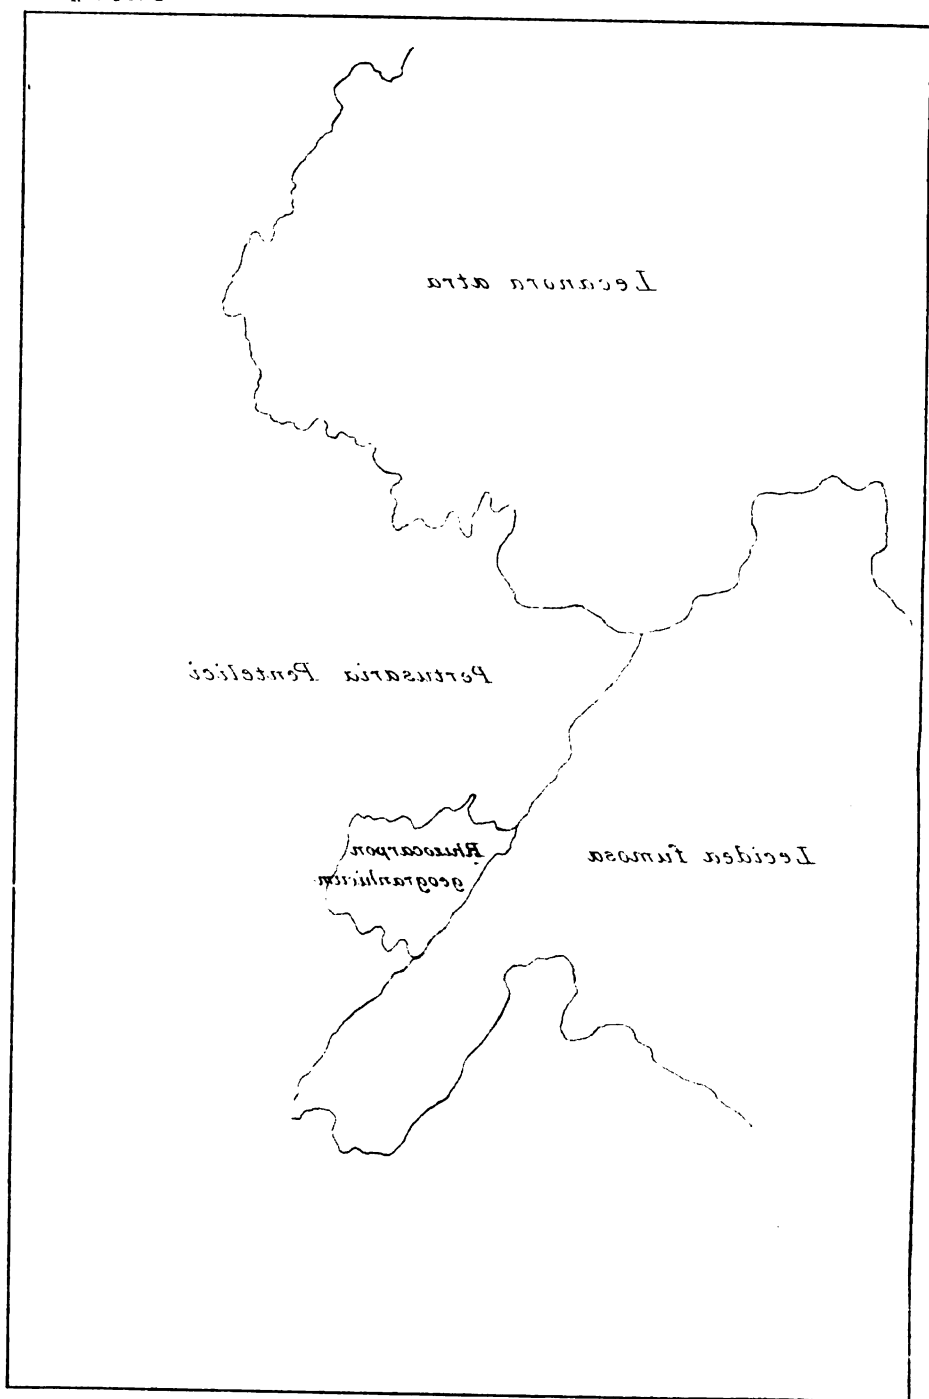 Lecanora atra
Pertusaria Pentelici
Rhizocarpon
geographicum
Lecidea fumosa